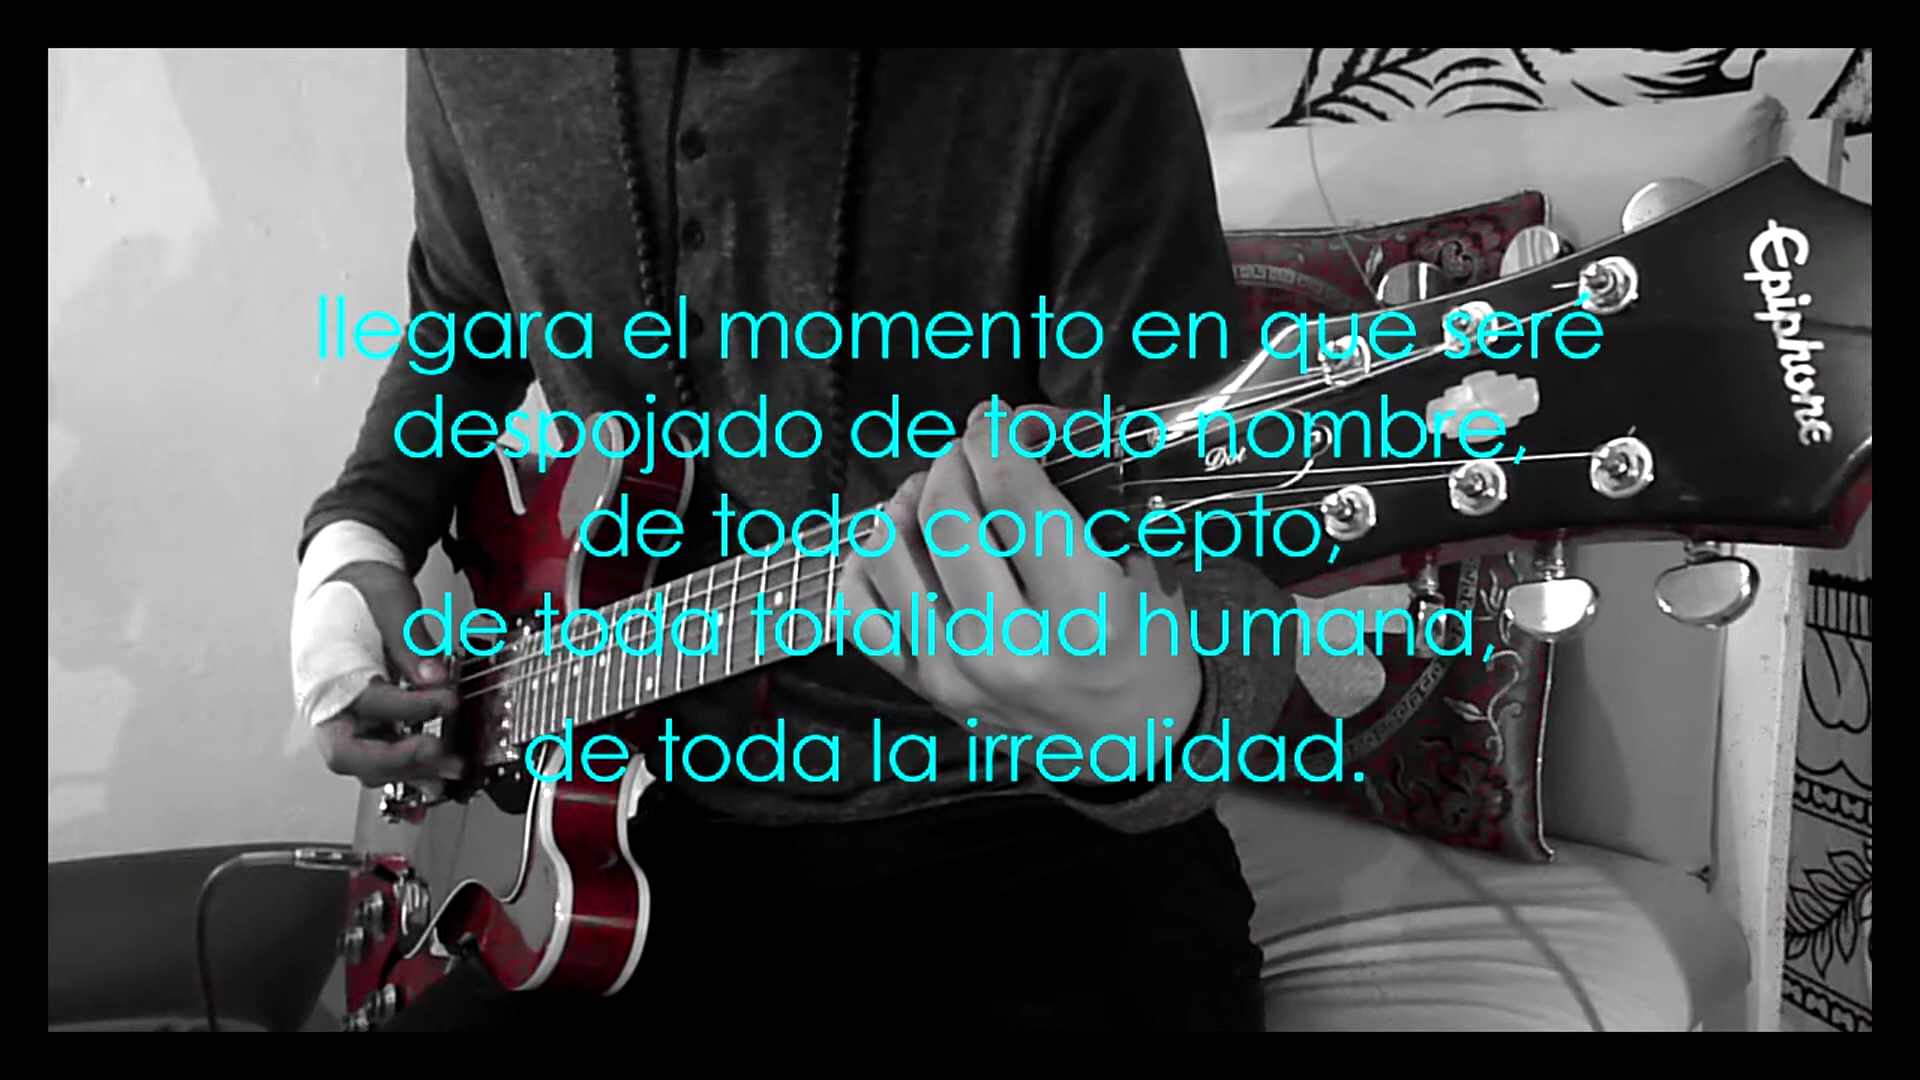 llegara el momento en que seré
despojado de todo nombre,
de todo concepto,
de toda totalidad humana,
de toda la irrealidad.
Epiphone
Dot